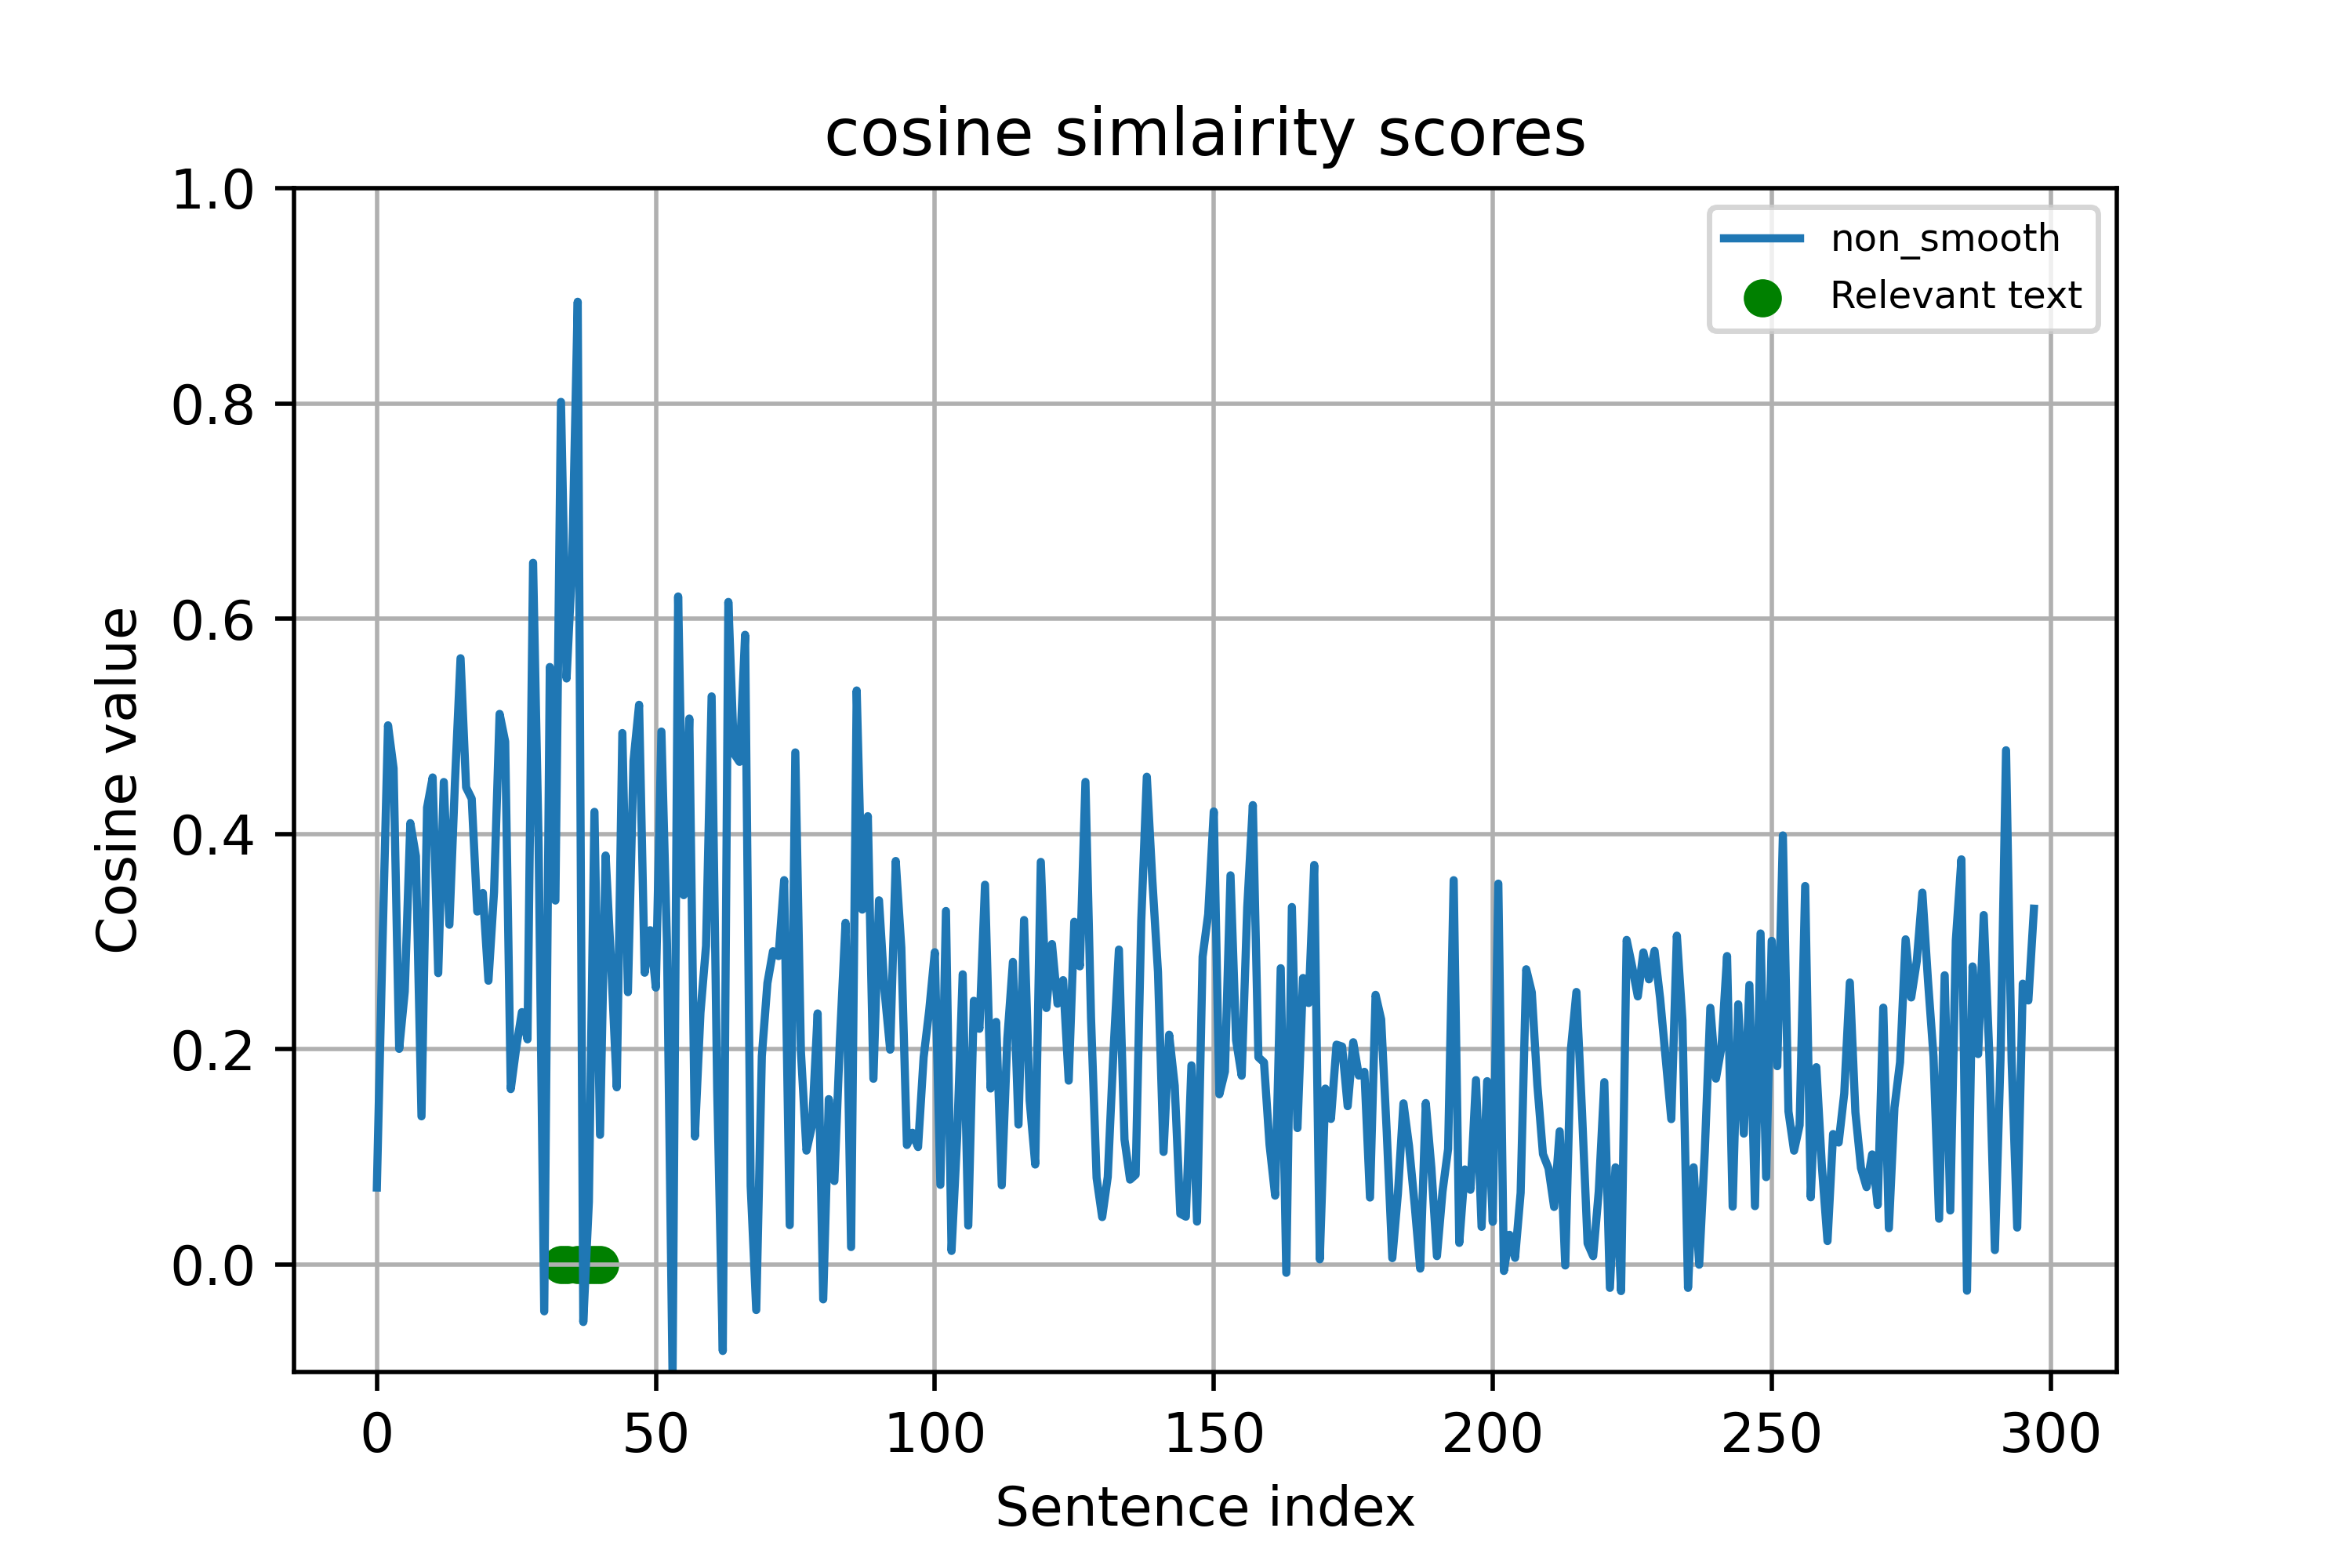 cosine simlairity scores
non_smooth
Relevant text
Cosine value
1.0
0.8
0.6
0.4
0.2
0.0
0 50 100 150 200 250 300
Sentence index